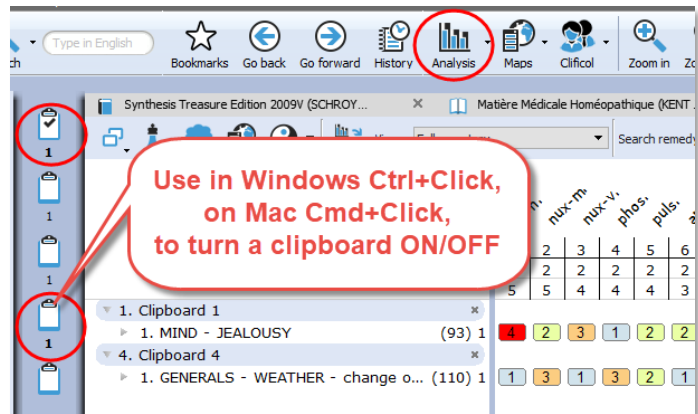 ch
Type in English
Bookmarks Go back Go forward History Analysis Maps Clificol Zoom in
Synthesis Treasure Edition 2009V (SCHROY... × Matière Médicale Homéopathique (KENT
Search remedy
Use in Windows Ctrl+Click,
on Mac Cmd+Click,
to turn a clipboard ON/OFF
nux-m. nux-v. phos. puls.
1
1
1
1
2 3 4 5 6
2 2 2 2 2
5 5 4 4 4 3
1. Clipboard 1 ×
1. MIND - JEALOUSY (93) 1 4 2 3 1 2 2
4. Clipboard 4 ×
1. GENERALS - WEATHER - change o... (110) 1 1 3 1 3 2 1